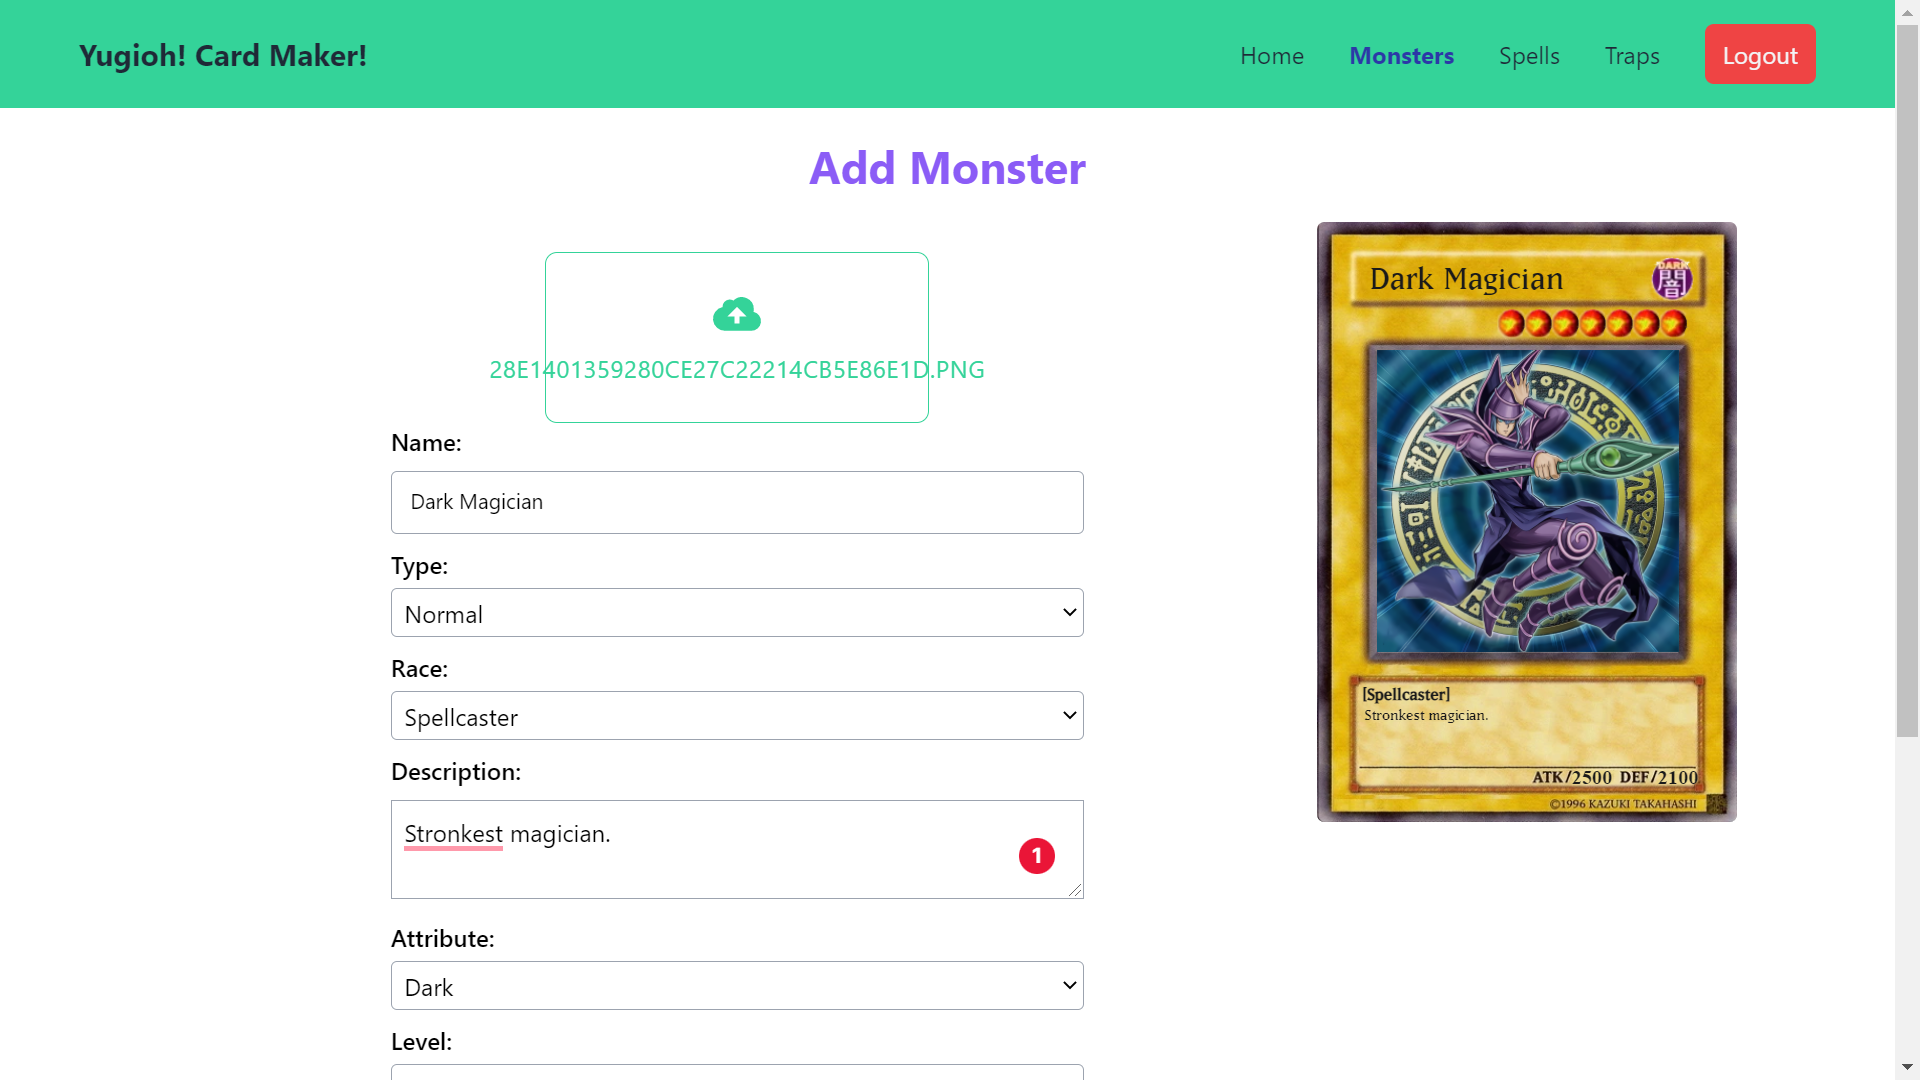 Yugioh! Card Maker!
Home
Monsters
Spells
Traps
Logout
Add Monster
28E1401359280CE27C22214CB5E86E1D.PNG
Name:
Dark Magician
Type:
Normal
Race:
Spellcaster
Description:
Stronkest magician.
1
Attribute:
Dark
Level:
Dark Magician
DARK
闇
[Spellcaster]
Stronkest magician.
ATK/2500 DEF/2100
©1996 KAZUKI TAKAHASHI